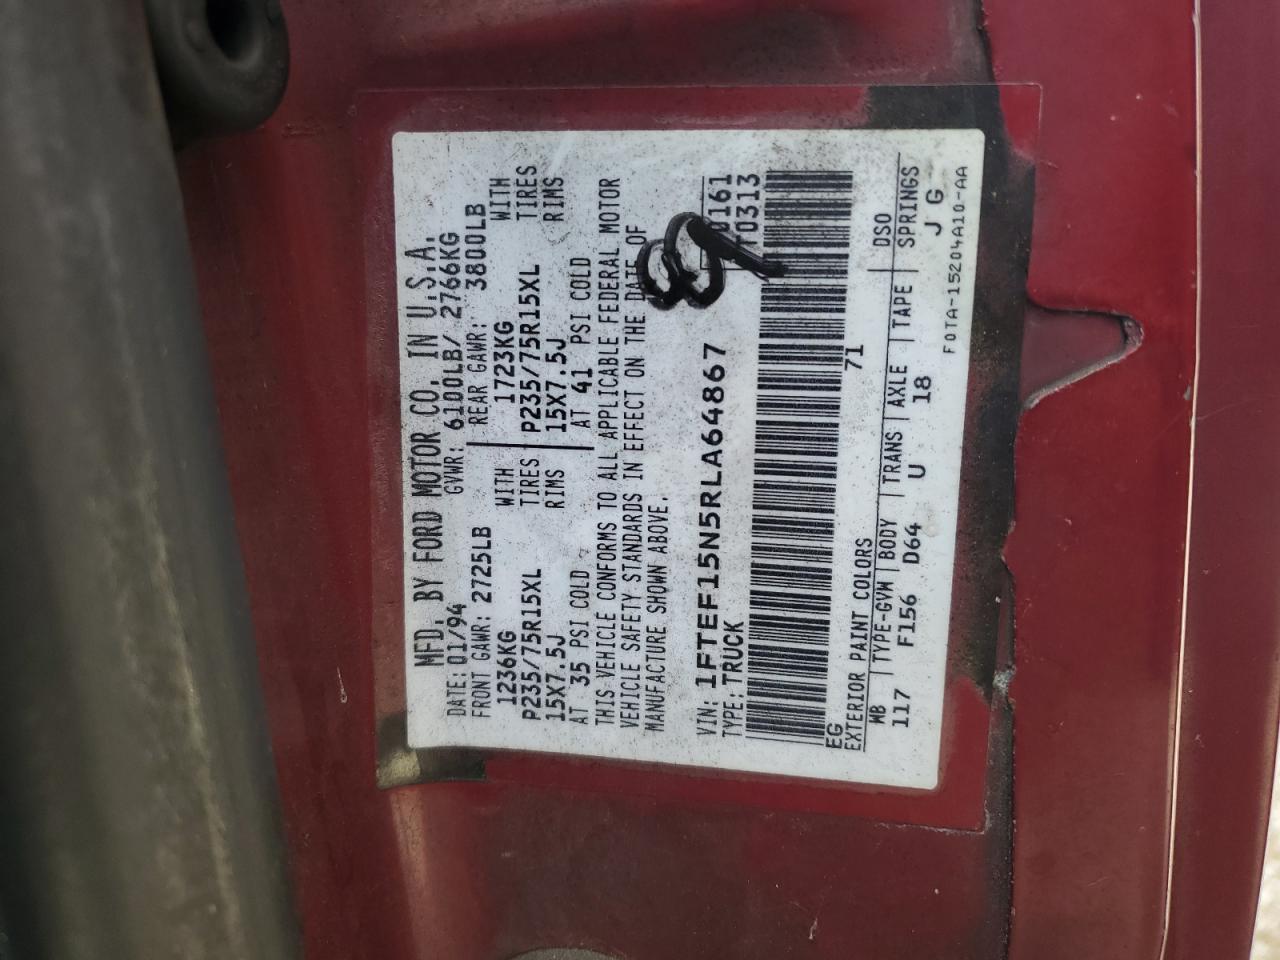 MFD. BY FORD MOTOR CO. IN U.S.A.
DATE: 01/94 GVWR: 6100LB/ 2766KG
FRONT GAWR: 2725LB REAR GAWR: 3800LB
1236KG WITH 1723KG WITH
P235/75R15XL TIRES P235/75R15XL TIRES
15X7.5J RIMS 15X7.5J RIMS
AT 35 PSI COLD AT 41 PSI COLD
THIS VEHICLE CONFORMS TO ALL APPLICABLE FEDERAL MOTOR
VEHICLE SAFETY STANDARDS IN EFFECT ON THE DATE OF
MANUFACTURE SHOWN ABOVE.
89
VIN: 1FTEF15N5RLA64867
TYPE: TRUCK
EG 71
EXTERIOR PAINT COLORS DSO
WB TYPE-GVW BODY TRANS AXLE TAPE SPRINGS
117 F156 D64 U 18 J G
F0TA-15204A10-AA